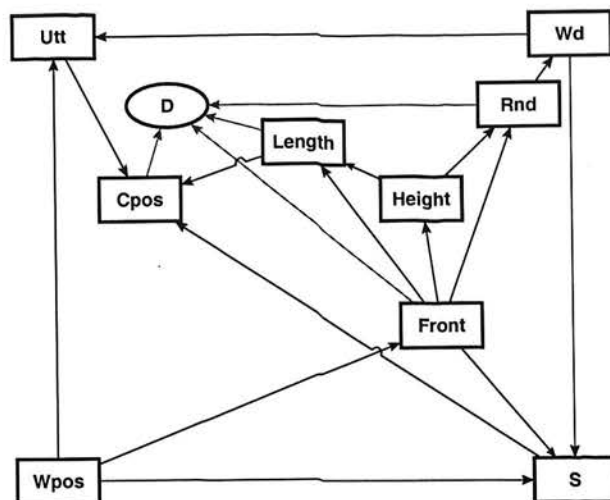 Utt
Wd
D
Rnd
Length
Cpos
Height
Front
Wpos
S